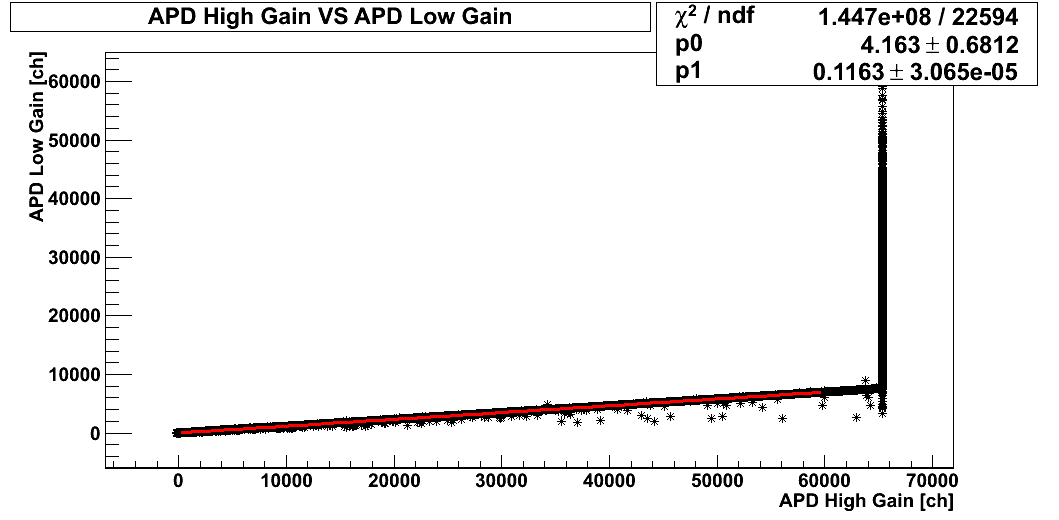 APD High Gain VS APD Low Gain
χ² / ndf 1.447e+08 / 22594
p0 4.163 ± 0.6812
p1 0.1163 ± 3.065e-05
APD Low Gain [ch]
60000
50000
40000
30000
20000
10000
0
0 10000 20000 30000 40000 50000 60000 70000
APD High Gain [ch]